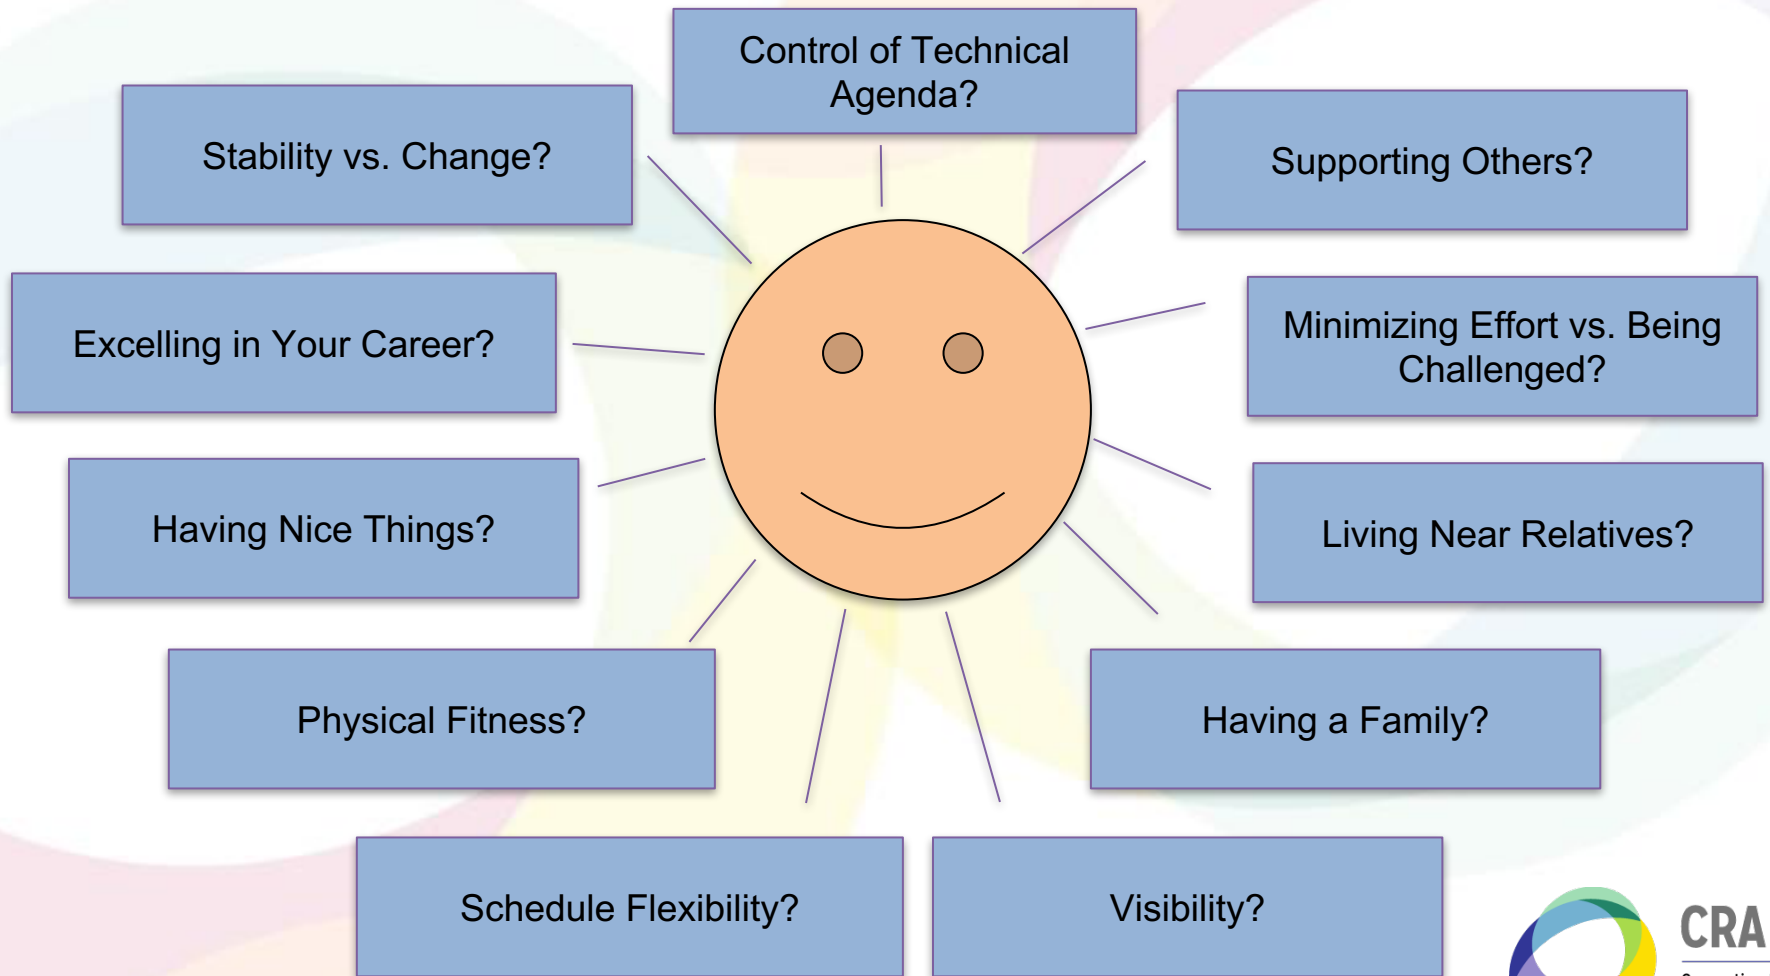 Control of Technical
Agenda?
Stability vs. Change?
Supporting Others?
Excelling in Your Career?
Minimizing Effort vs. Being
Challenged?
Having Nice Things?
Living Near Relatives?
Physical Fitness?
Having a Family?
Schedule Flexibility?
Visibility?
CRA